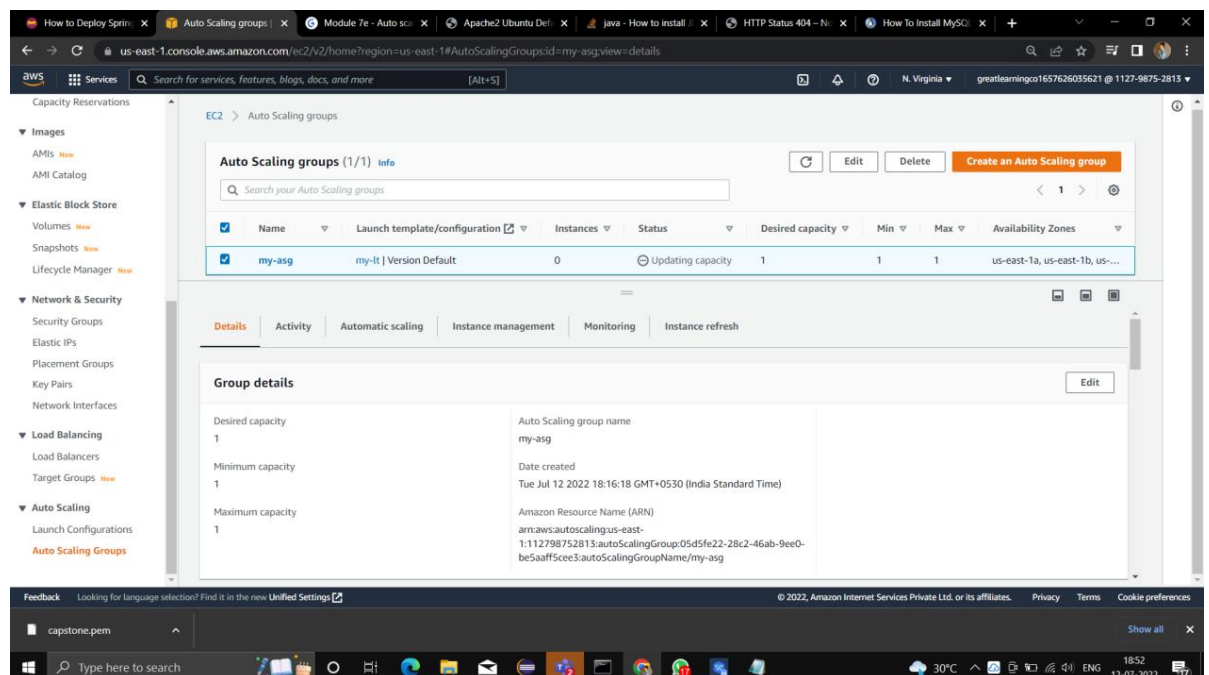 How to Deploy Spring
Auto Scaling groups |
Module 7e - Auto sca
Apache2 Ubuntu Def
java - How to install J
HTTP Status 404 – No
How To Install MySQ
us-east-1.console.aws.amazon.com/ec2/v2/home?region=us-east-1#AutoScalingGroups:id=my-asg;view=details
aws Services Search for services, features, blogs, docs, and more [Alt+S] N. Virginia greatlearningco1657626035621 @ 1127-9875-2813
Capacity Reservations
Images
AMIs New
AMI Catalog
Elastic Block Store
Volumes New
Snapshots New
Lifecycle Manager New
Network & Security
Security Groups
Elastic IPs
Placement Groups
Key Pairs
Network Interfaces
Load Balancing
Load Balancers
Target Groups New
Auto Scaling
Launch Configurations
Auto Scaling Groups
EC2 > Auto Scaling groups
Auto Scaling groups (1/1) Info
Edit
Delete
Create an Auto Scaling group
Search your Auto Scaling groups
1
Name Launch template/configuration Instances Status Desired capacity Min Max Availability Zones
my-asg my-lt | Version Default 0 Updating capacity 1 1 1 us-east-1a, us-east-1b, us-...
Details Activity Automatic scaling Instance management Monitoring Instance refresh
Group details
Edit
Desired capacity
1
Minimum capacity
1
Maximum capacity
1
Auto Scaling group name
my-asg
Date created
Tue Jul 12 2022 18:16:18 GMT+0530 (India Standard Time)
Amazon Resource Name (ARN)
arn:aws:autoscaling:us-east-
1:112798752813:autoScalingGroup:05d5fe22-28c2-46ab-9ee0-
be5aaff5cee3:autoScalingGroupName/my-asg
Feedback Looking for language selection? Find it in the new Unified Settings © 2022, Amazon Internet Services Private Ltd. or its affiliates. Privacy Terms Cookie preferences
capstone.pem
Show all
Type here to search
30°C
ENG
18:52
12-07-2022